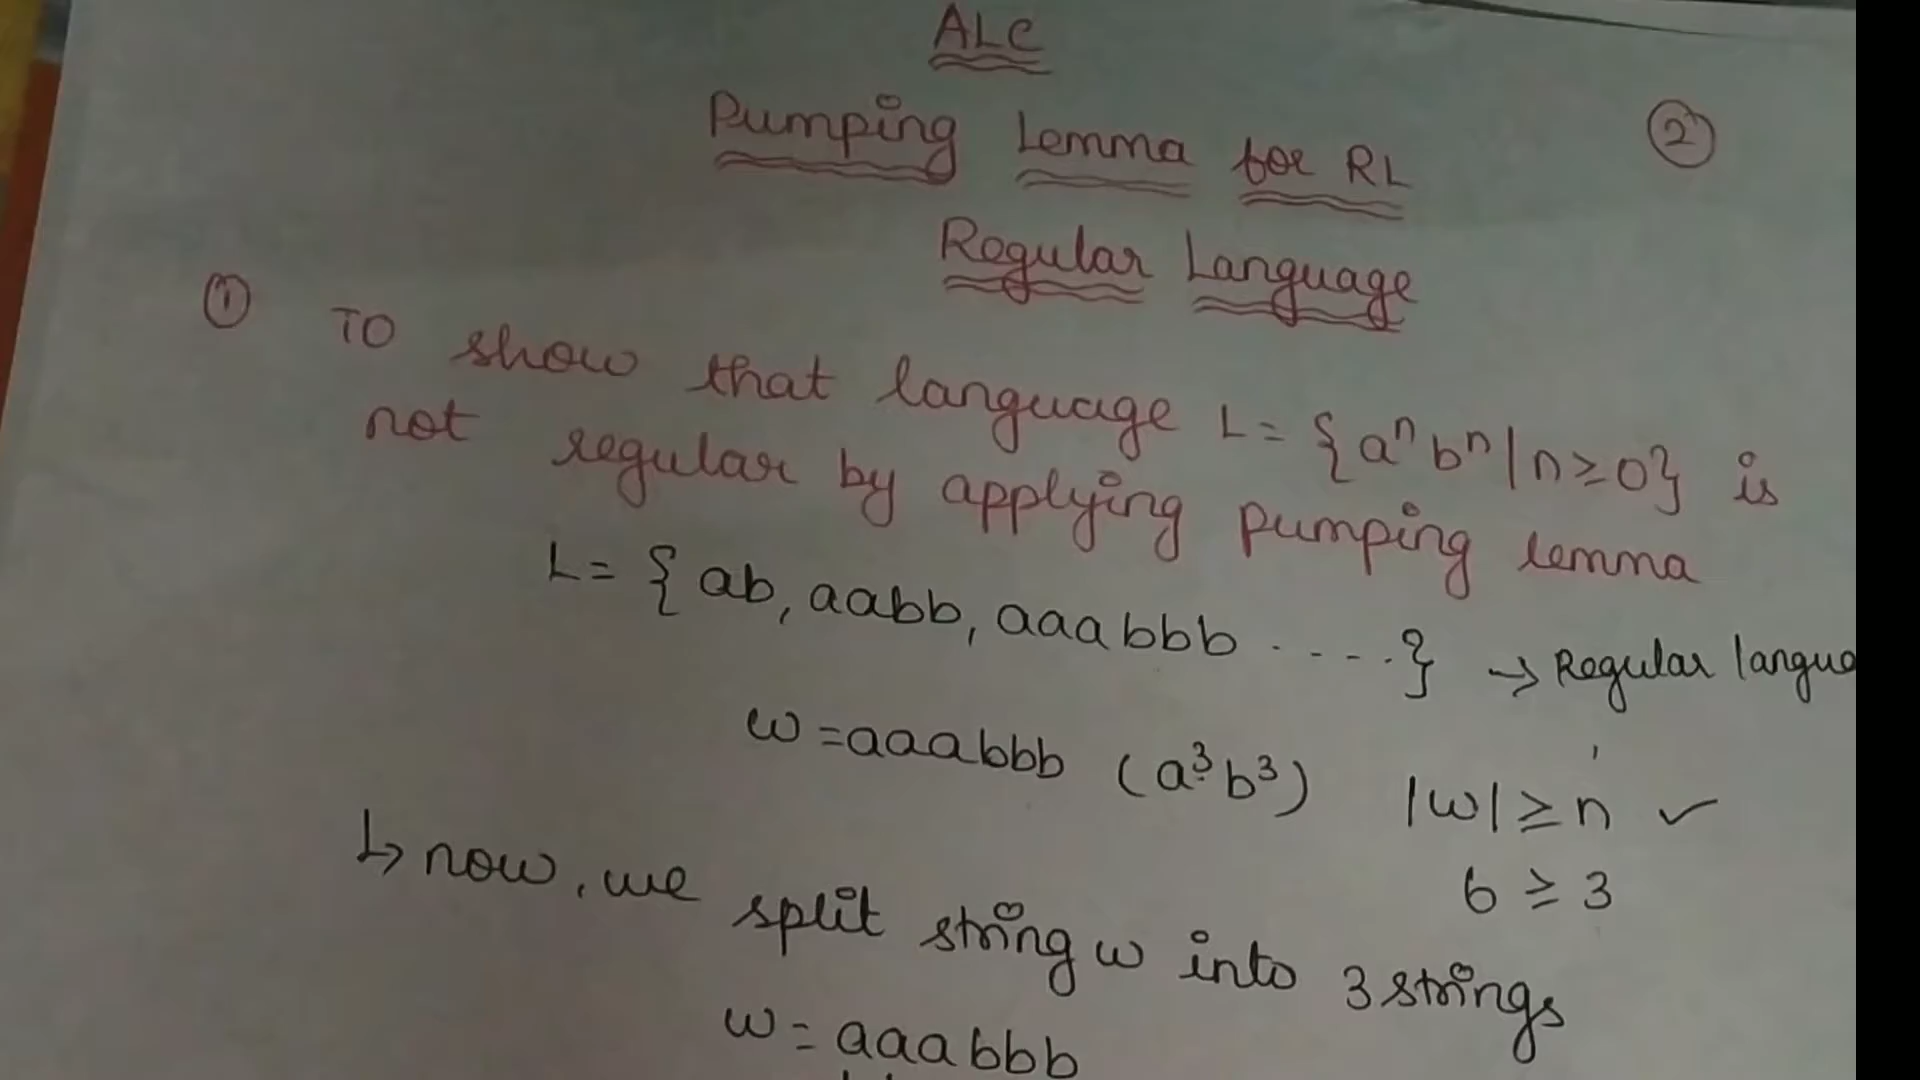 ALC
Pumping Lemma for RL
2
Regular Language
① To show that language L = {aⁿbⁿ|n≥0} is
not regular by applying pumping lemma
L = {ab, aabb, aaabbb .....} → Regular langua
w = aaabbb (a³b³) |w| ≥ n ✓
6 ≥ 3
↳ now, we split string w into 3 strings
w = aaabbb